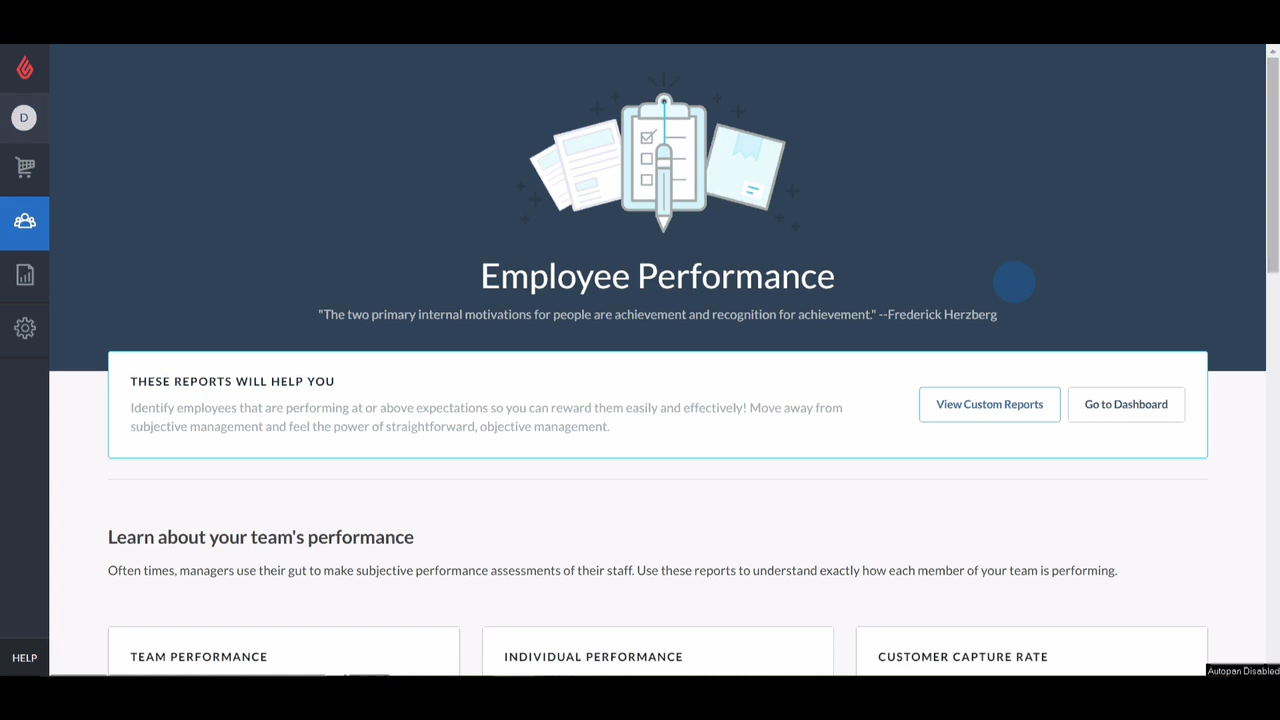 D
Employee Performance
"The two primary internal motivations for people are achievement and recognition for achievement." --Frederick Herzberg
THESE REPORTS WILL HELP YOU
Identify employees that are performing at or above expectations so you can reward them easily and effectively! Move away from
subjective management and feel the power of straightforward, objective management.
View Custom Reports
Go to Dashboard
Learn about your team's performance
Often times, managers use their gut to make subjective performance assessments of their staff. Use these reports to understand exactly how each member of your team is performing.
TEAM PERFORMANCE
INDIVIDUAL PERFORMANCE
CUSTOMER CAPTURE RATE
HELP
Autopan Disabled